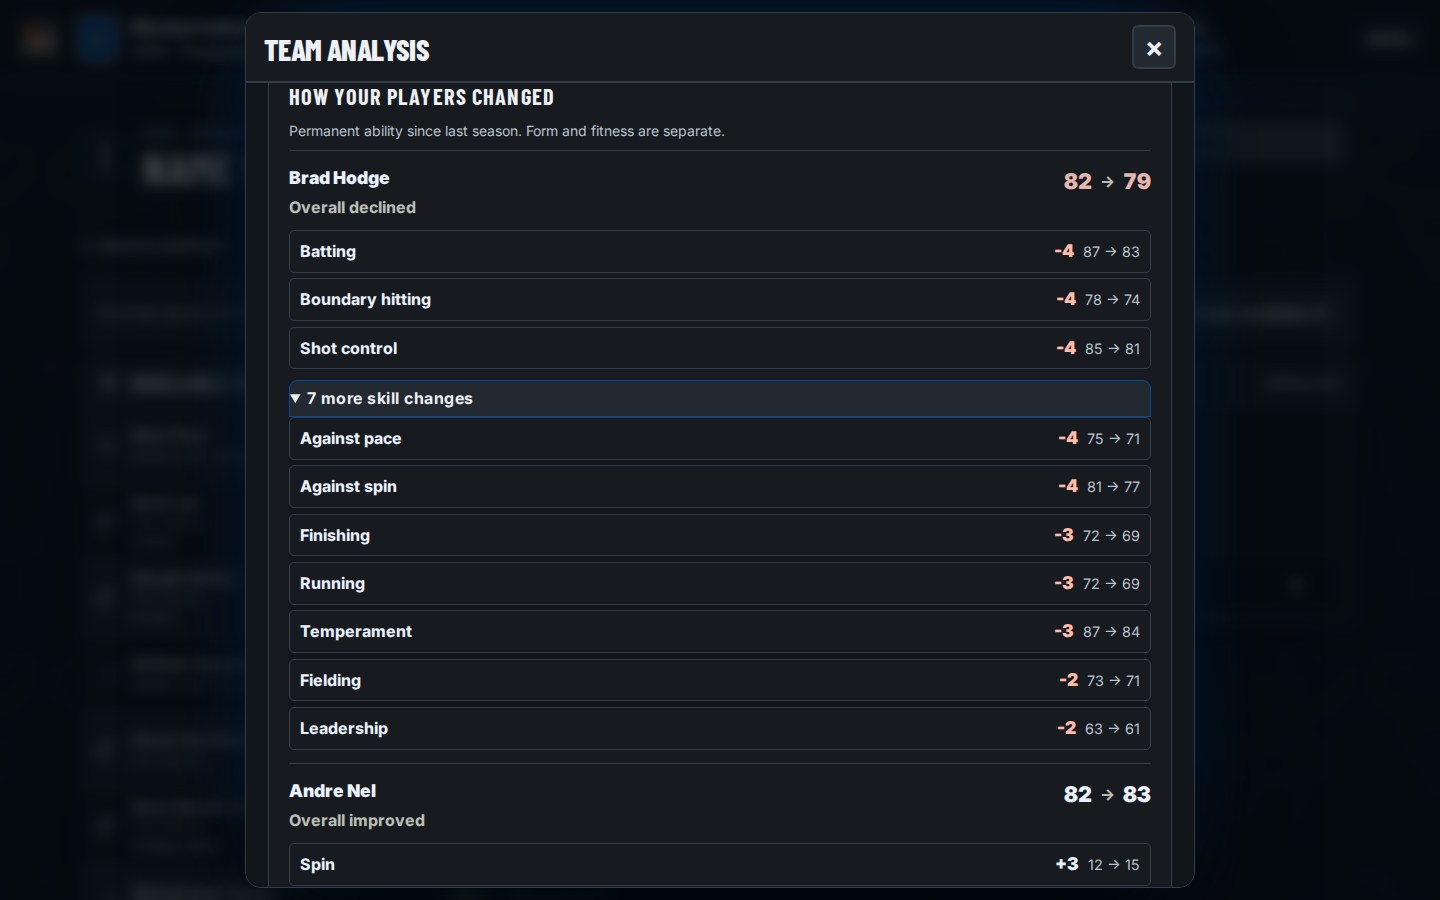 TEAM ANALYSIS
HOW YOUR PLAYERS CHANGED
Permanent ability since last season. Form and fitness are separate.
Brad Hodge 82 → 79
Overall declined
Batting -4 87 → 83
Boundary hitting -4 78 → 74
Shot control -4 85 → 81
▼ 7 more skill changes
Against pace -4 75 → 71
Against spin -4 81 → 77
Finishing -3 72 → 69
Running -3 72 → 69
Temperament -3 87 → 84
Fielding -2 73 → 71
Leadership -2 63 → 61
Andre Nel 82 → 83
Overall improved
Spin +3 12 → 15